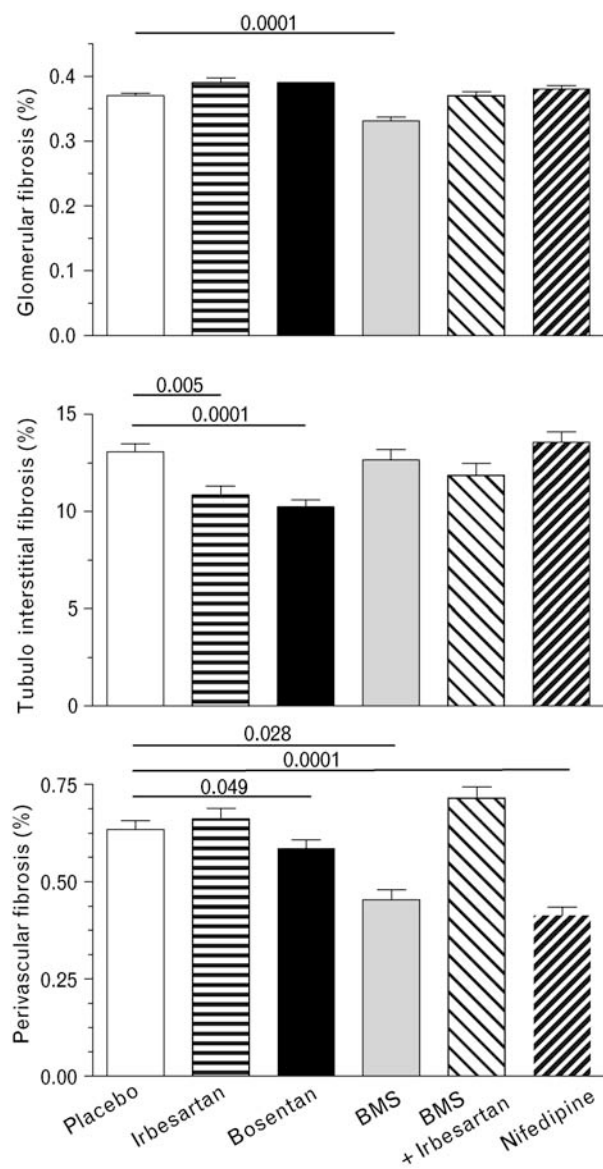 0.0001
Glomerular fibrosis (%)
0.4
0.3
0.2
0.1
0.0
0.005
0.0001
Tubulo interstitial fibrosis (%)
15
10
5
0
0.028
0.0001
0.049
Perivascular fibrosis (%)
0.75
0.50
0.25
0.00
Placebo
Irbesartan
Bosentan
BMS
BMS
+ Irbesartan
Nifedipine